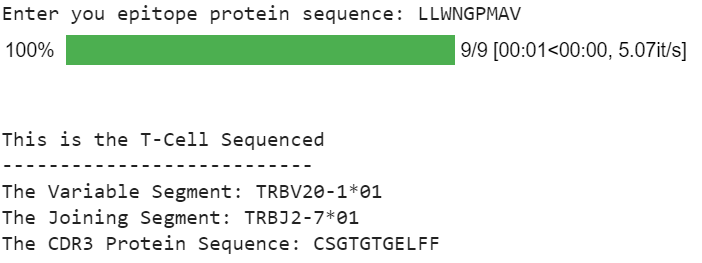 Enter you epitope protein sequence: LLWNGPMAV
100% 9/9 [00:01<00:00, 5.07it/s]
This is the T-Cell Sequenced
---------------------------
The Variable Segment: TRBV20-1*01
The Joining Segment: TRBJ2-7*01
The CDR3 Protein Sequence: CSGTGTGELFF